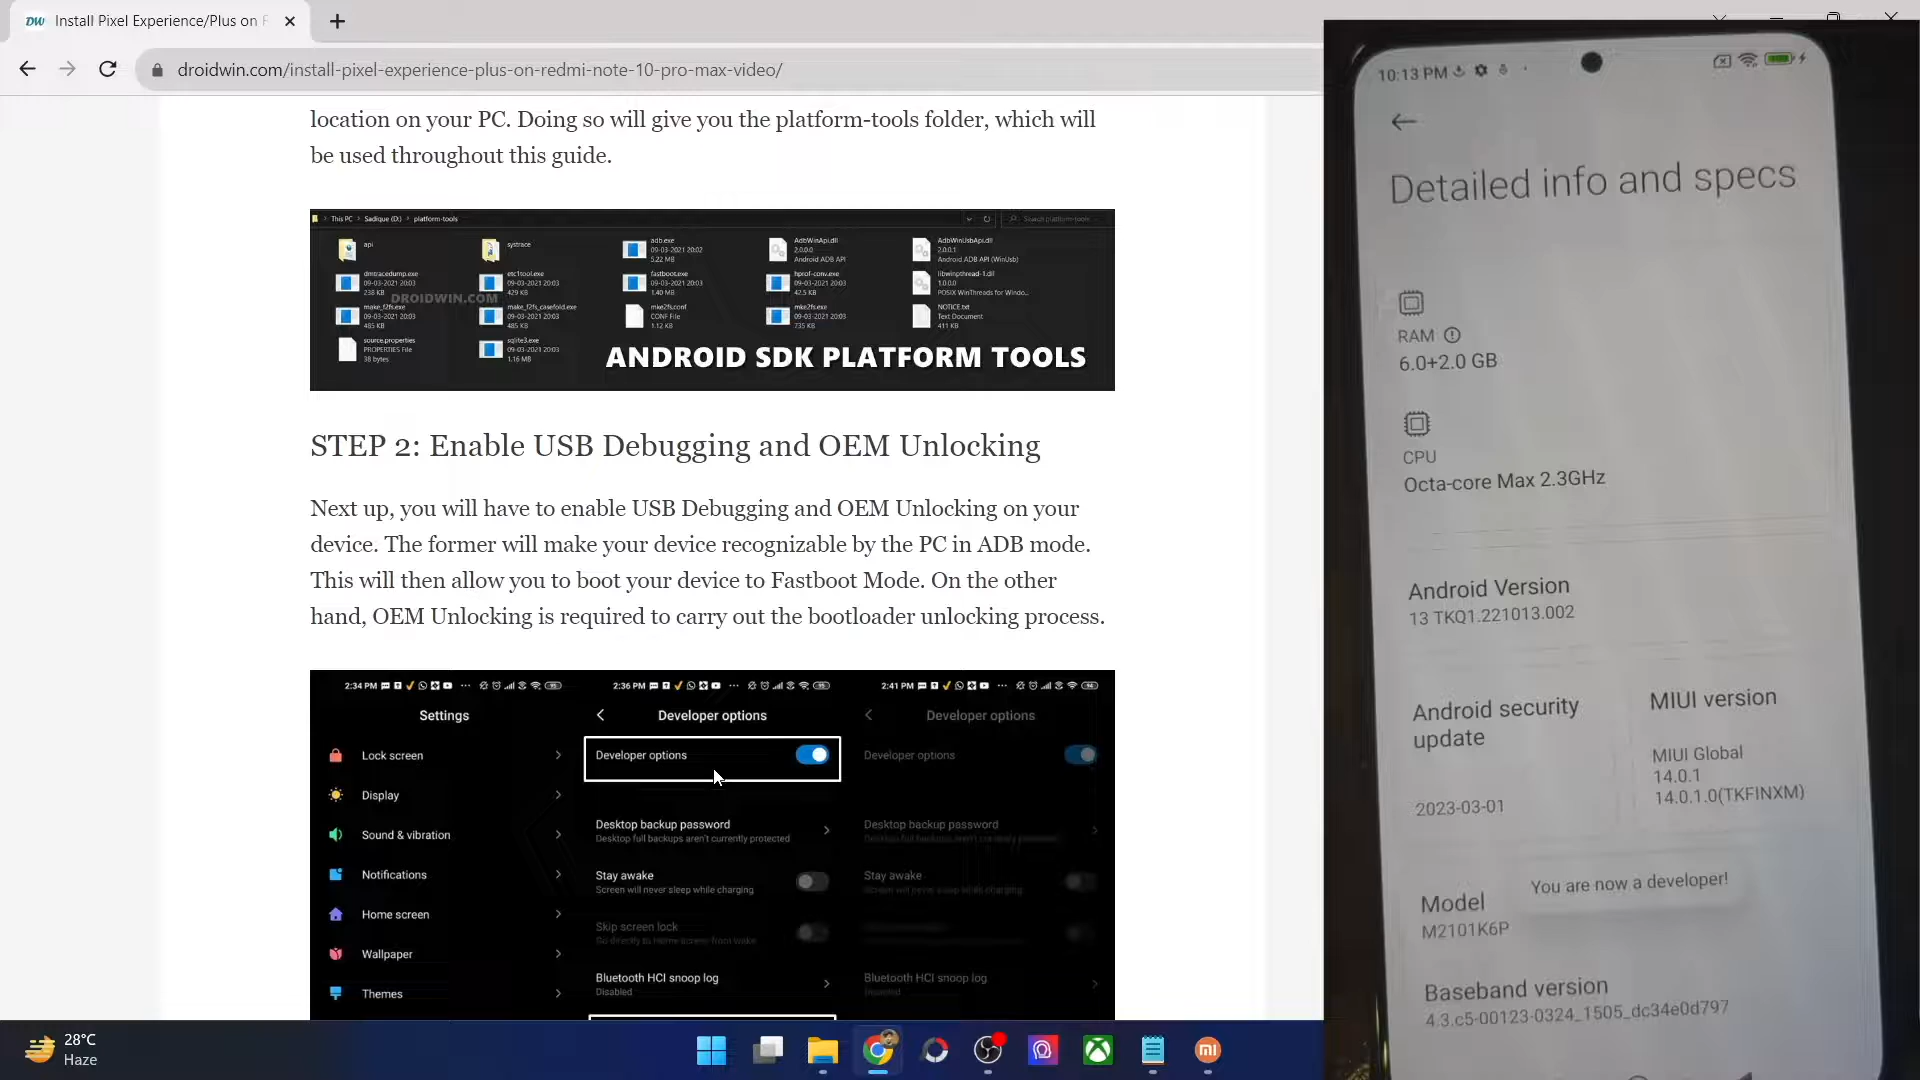 Install Pixel Experience/Plus on R
droidwin.com/install-pixel-experience-plus-on-redmi-note-10-pro-max-video/
location on your PC. Doing so will give you the platform-tools folder, which will
be used throughout this guide.
This PC > Sadique (D:) > platform-tools
Search platform-tools
api
systrace
adb.exe
09-03-2021 20:02
5.22 MB
AdbWinApi.dll
2.0.0.0
Android ADB API
AdbWinUsbApi.dll
2.0.0.1
Android ADB API (WinUsb)
dmtracedump.exe
09-03-2021 20:03
238 KB
etc1tool.exe
09-03-2021 20:03
429 KB
fastboot.exe
09-03-2021 20:03
1.40 MB
hprof-conv.exe
09-03-2021 20:03
42.5 KB
libwinpthread-1.dll
1.0.0.0
POSIX WinThreads for Windo...
DROIDWIN.COM
make_f2fs.exe
09-03-2021 20:03
485 KB
make_f2fs_casefold.exe
09-03-2021 20:03
485 KB
mke2fs.conf
CONF File
1.12 KB
mke2fs.exe
09-03-2021 20:03
735 KB
NOTICE.txt
Text Document
411 KB
source.properties
PROPERTIES File
38 bytes
sqlite3.exe
09-03-2021 20:03
1.16 MB
ANDROID SDK PLATFORM TOOLS
STEP 2: Enable USB Debugging and OEM Unlocking
Next up, you will have to enable USB Debugging and OEM Unlocking on your
device. The former will make your device recognizable by the PC in ADB mode.
This will then allow you to boot your device to Fastboot Mode. On the other
hand, OEM Unlocking is required to carry out the bootloader unlocking process.
2:34 PM
Settings
Lock screen
Display
Sound & vibration
Notifications
Home screen
Wallpaper
Themes
2:36 PM
Developer options
Developer options
Desktop backup password
Desktop full backups aren't currently protected
Stay awake
Screen will never sleep while charging
Skip screen lock
Go directly to Home screen from wake
Bluetooth HCI snoop log
Disabled
2:41 PM
Developer options
Developer options
Desktop backup password
Stay awake
Bluetooth HCI snoop log
28°C
Haze
10:13 PM
Detailed info and specs
RAM
6.0+2.0 GB
CPU
Octa-core Max 2.3GHz
Android Version
13 TKQ1.221013.002
Android security
update
2023-03-01
MIUI version
MIUI Global
14.0.1
14.0.1.0(TKFINXM)
You are now a developer!
Model
M2101K6P
Baseband version
4.3.c5-00123-0324_1505_dc34e0d797